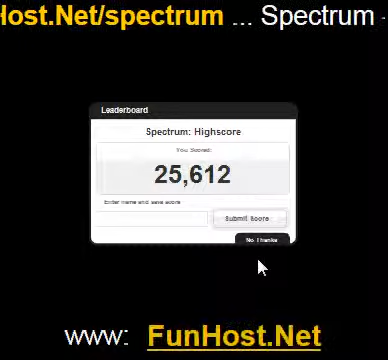 Host.Net/spectrum ... Spectrum -
Leaderboard
Spectrum: Highscore
You Scored:
25,612
Enter name and save score
Submit Score
No Thanks
www: FunHost.Net